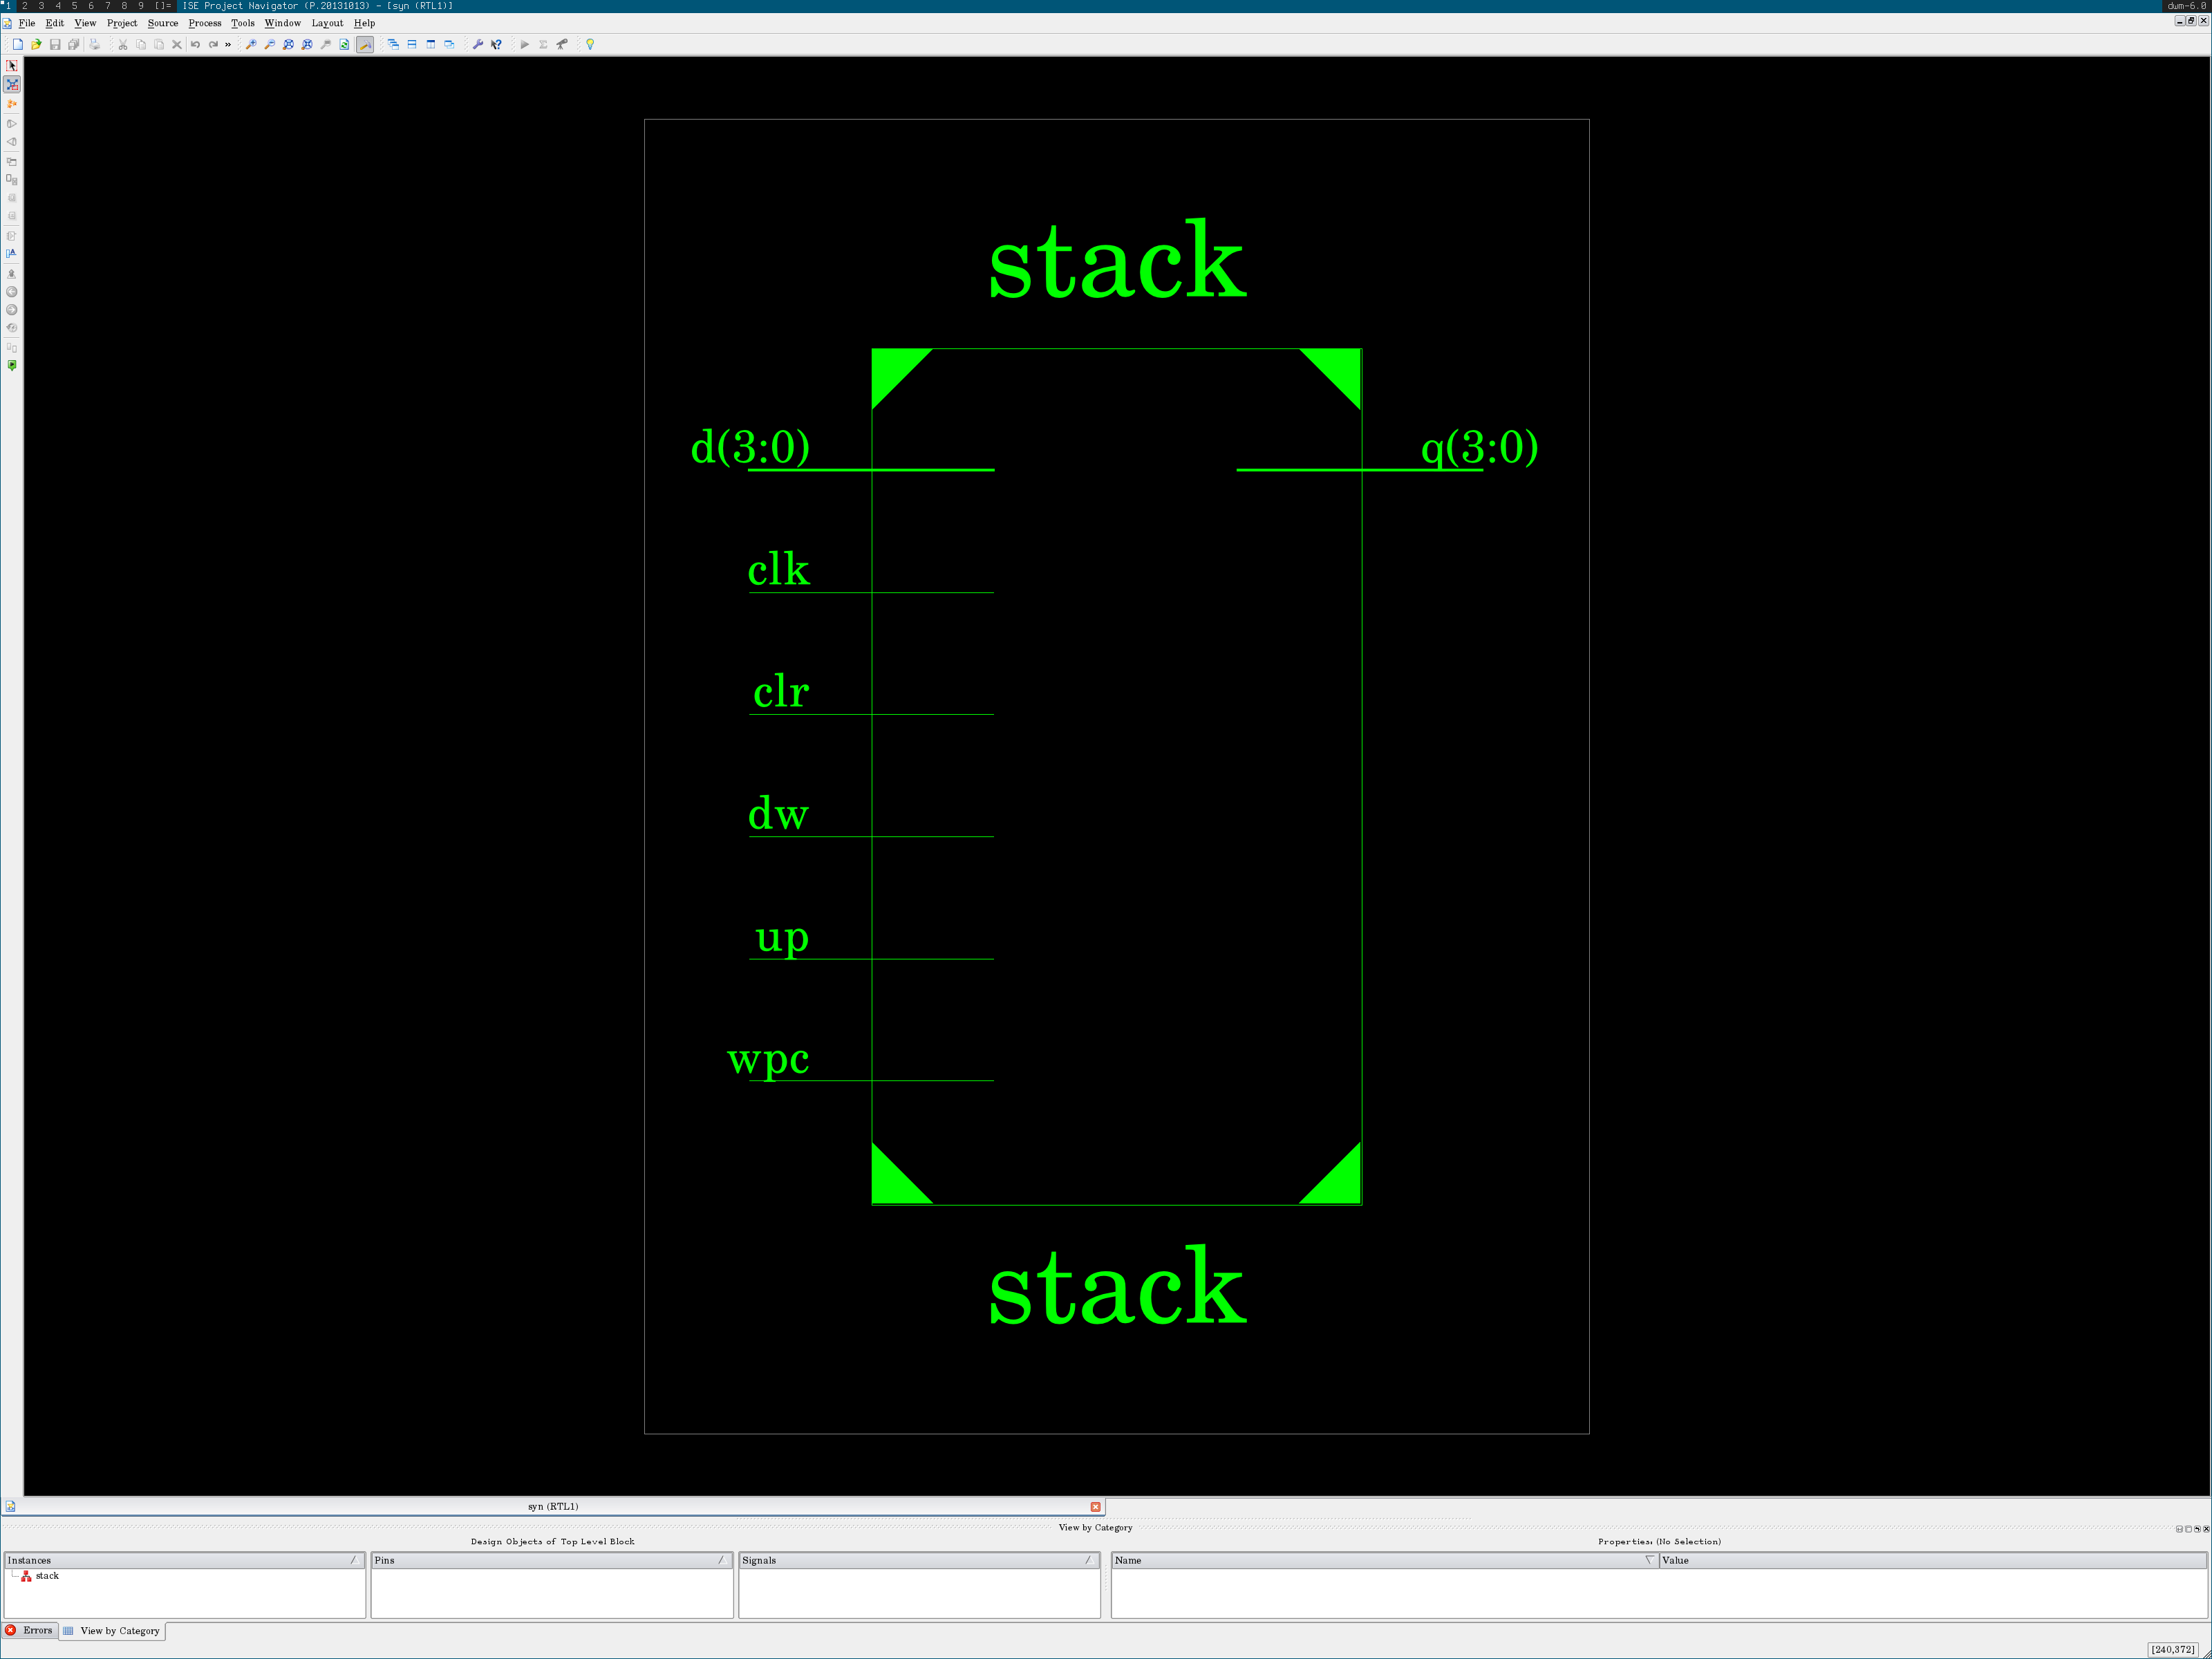 1 2 3 4 5 6 7 8 9 []= ISE Project Navigator (P.20131013) - [syn (RTL1)] dwm-6.0
File Edit View Project Source Process Tools Window Layout Help
stack
d(3:0) q(3:0)
clk
clr
dw
up
wpc
stack
syn (RTL1)
View by Category
Design Objects of Top Level Block Properties: (No Selection)
Instances Pins Signals Name Value
stack
Errors View by Category
[240,372]